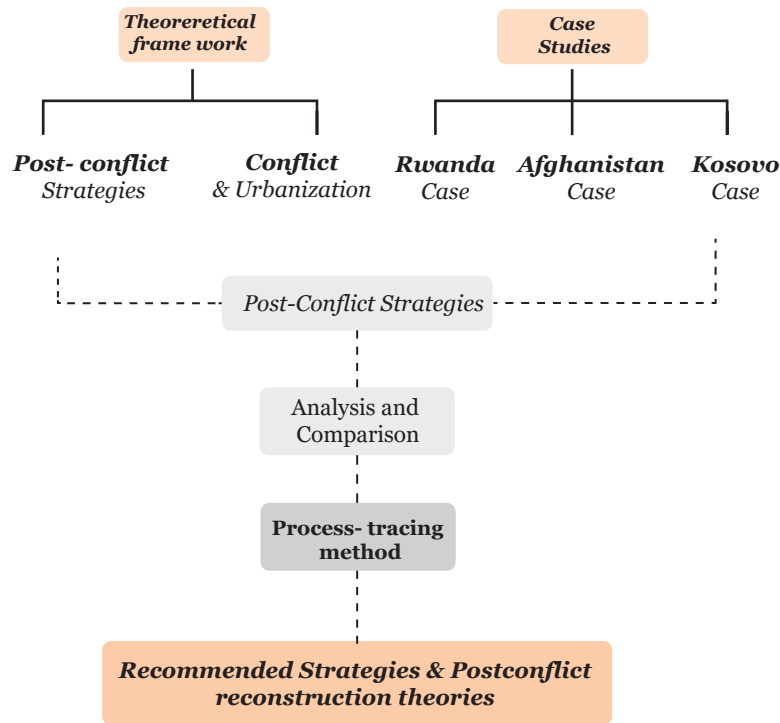 Theoreretical
frame work
Case
Studies
Post- conflict
Strategies
Conflict
& Urbanization
Rwanda
Case
Afghanistan
Case
Kosovo
Case
Post-Conflict Strategies
Analysis and
Comparison
Process- tracing
method
Recommended Strategies & Postconflict
reconstruction theories